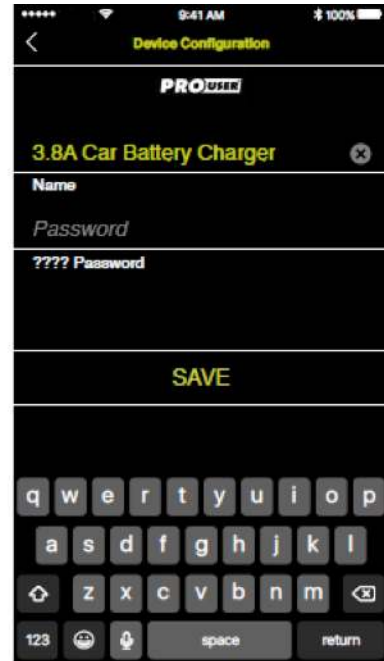 9:41 AM 100%
Device Configuration
PROUSER
3.8A Car Battery Charger
Name
Password
???? Password
SAVE
q w e r t y u i o p
a s d f g h j k l
z x c v b n m
123 space return